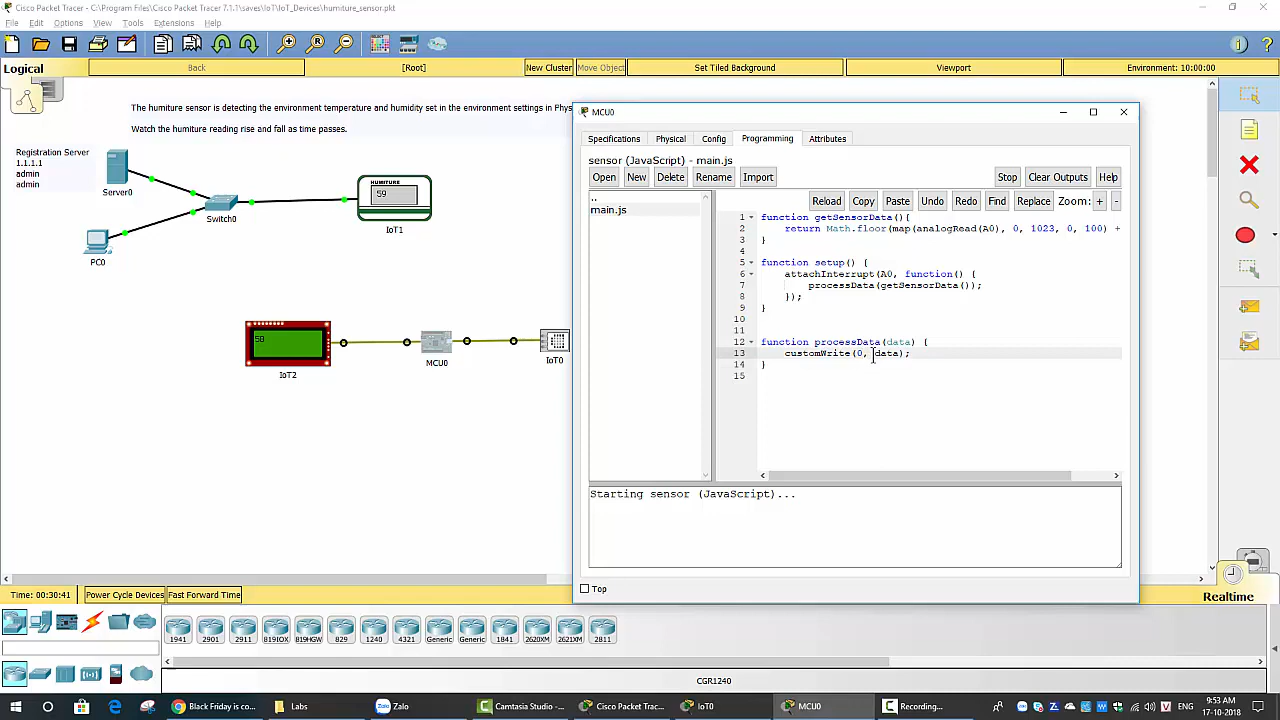 Cisco Packet Tracer - C:\Program Files\Cisco Packet Tracer 7.1.1\saves\IoT\IoT_Devices\humiture_sensor.pkt
File Edit Options View Tools Extensions Help
Logical Back [Root] New Cluster Move Object Set Tiled Background Viewport Environment: 10:00:00
The humiture sensor is detecting the environment temperature and humidity set in the environment settings in Phys
Watch the humiture reading rise and fall as time passes.
Registration Server
1.1.1.1
admin
admin
Server0
Switch0
PC0
HUMITURE
59
IoT1
58
IoT2
MCU0
IoT0
MCU0
Specifications Physical Config Programming Attributes
sensor (JavaScript) - main.js
Open New Delete Rename Import Stop Clear Outputs Help
..
main.js
Reload Copy Paste Undo Redo Find Replace Zoom: + -
1 function getSensorData(){
2 return Math.floor(map(analogRead(A0), 0, 1023, 0, 100) +
3 }
4
5 function setup() {
6 attachInterrupt(A0, function() {
7 processData(getSensorData());
8 });
9 }
10
11
12 function processData(data) {
13 customWrite(0, data);
14 }
15
Starting sensor (JavaScript)...
Top
Time: 00:30:41 Power Cycle Devices Fast Forward Time
Realtime
1941 2901 2911 819IOX 819HGW 829 1240 4321 Generic Generic 1841 2620XM 2621XM 2811
CGR1240
Black Friday is co... Labs Zalo Camtasia Studio -... Cisco Packet Trace... IoT0 MCU0 Recording...
9:53 AM
17-10-2018